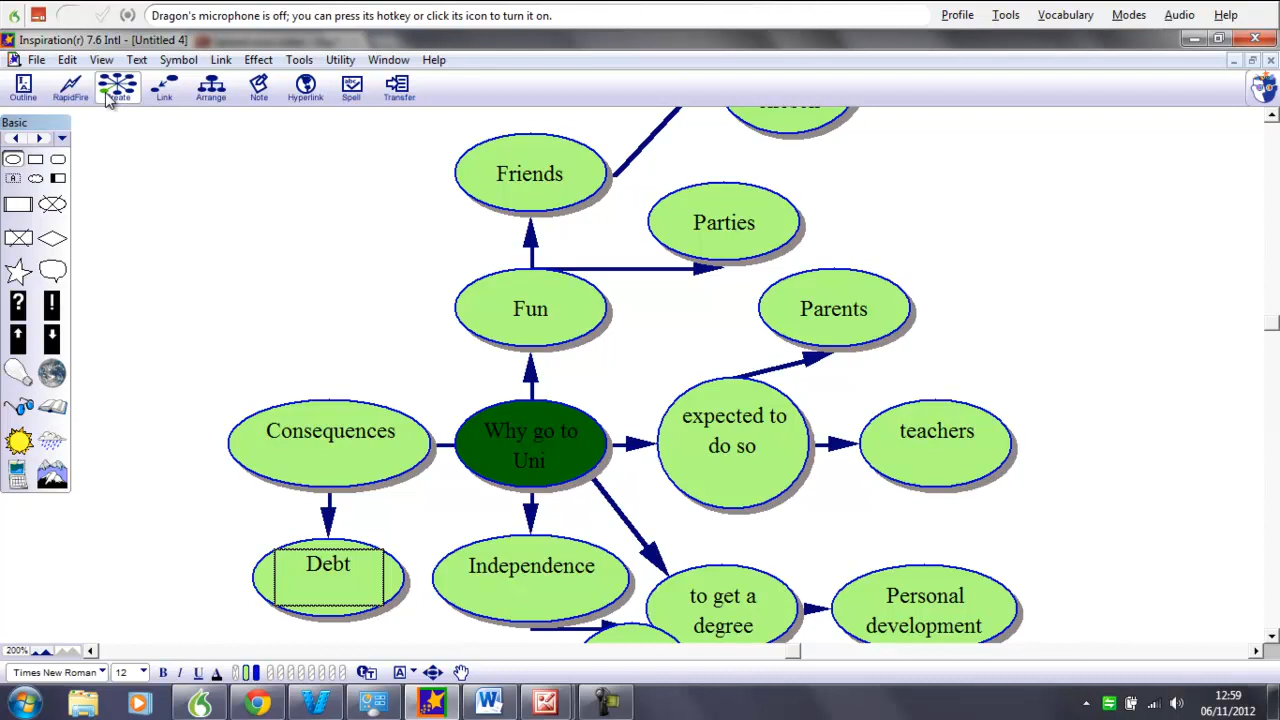 Dragon's microphone is off; you can press its hotkey or click its icon to turn it on.
Profile Tools Vocabulary Modes Audio Help
Inspiration(r) 7.6 Intl - [Untitled 4]
File Edit View Text Symbol Link Effect Tools Utility Window Help
Outline RapidFire Create Link Arrange Note Hyperlink Spell Transfer
Basic
Friends
Parties
Fun
Parents
Consequences
Why go to
Uni
expected to
do so
teachers
Debt
Independence
to get a
degree
Personal
development
200%
Times New Roman 12 B I U A
12:59
06/11/2012